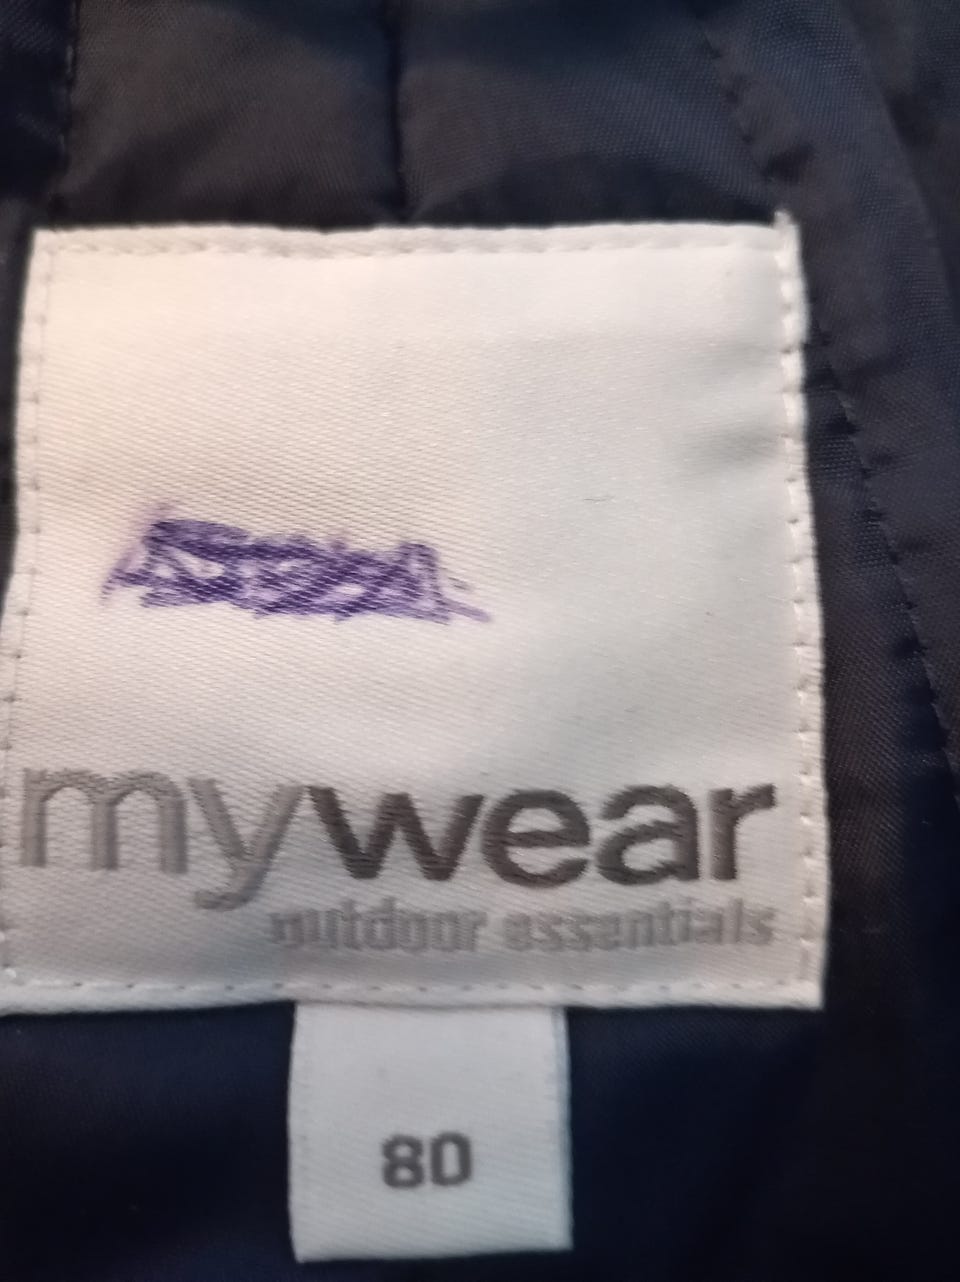 mywear
outdoor essentials
80